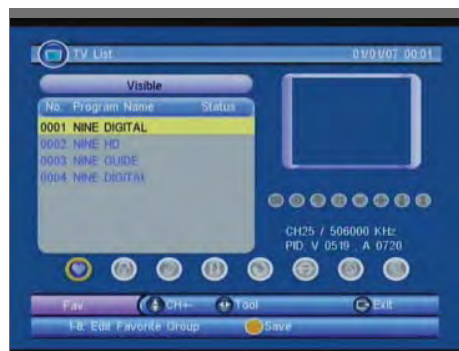 TV List 01/01/07 00:01
Visible
No. Program Name Status
0001 NINE DIGITAL
0002 NINE HD
0003 NINE GUIDE
0004 NINE DIGITAL
CH25 / 506000 KHz
PID: V 0519 A 0720
Fav. CH+- Tool Exit
1-8: Edit Favorite Group Save